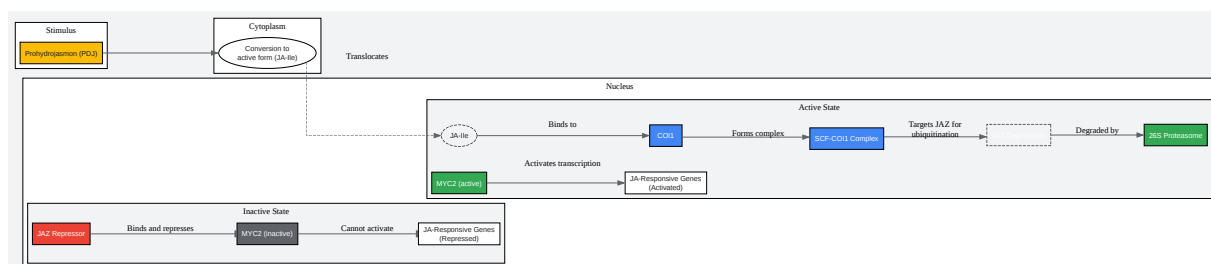 Stimulus
Prohydrojasmon (PDJ)
Cytoplasm
Conversion to
active form (JA-Ile)
Translocates
Nucleus
Active State
JA-Ile
Binds to
COI1
Forms complex
SCF-COI1 Complex
Targets JAZ for
ubiquitination
Degraded by
26S Proteasome
Activates transcription
MYC2 (active)
JA-Responsive Genes
(Activated)
Inactive State
JAZ Repressor
Binds and represses
MYC2 (inactive)
Cannot activate
JA-Responsive Genes
(Repressed)